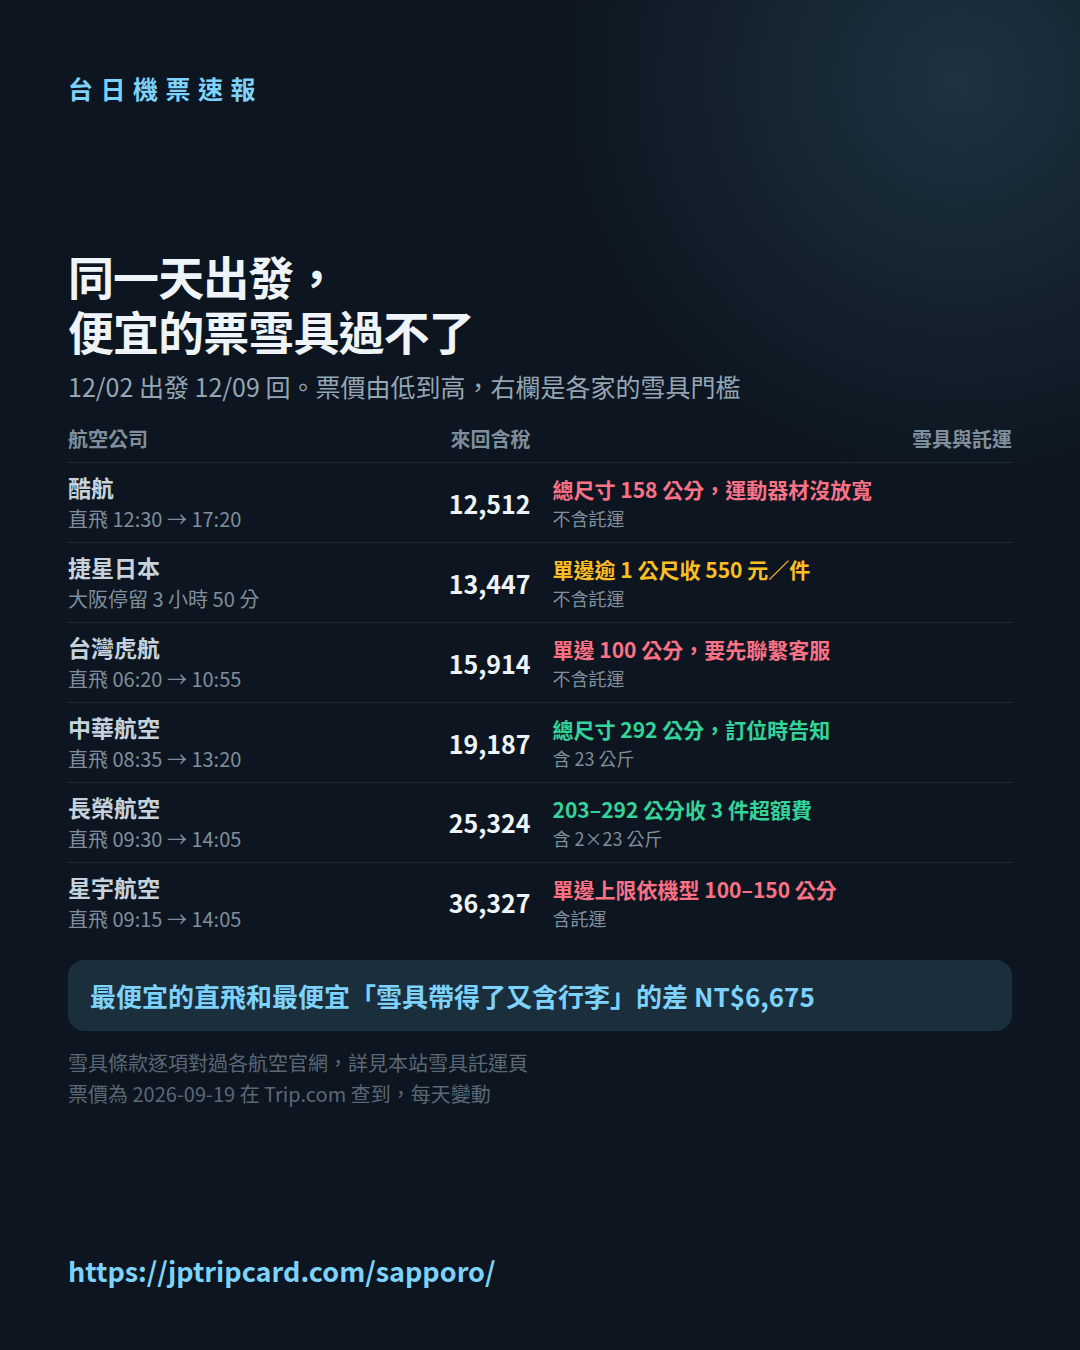 台日機票速報
同一天出發，
便宜的票雪具過不了
12/02 出發 12/09 回。票價由低到高，右欄是各家的雪具門檻
航空公司 來回含稅 雪具與託運
酷航
直飛 12:30 → 17:20
12,512
總尺寸 158 公分，運動器材沒放寬
不含託運
捷星日本
大阪停留 3 小時 50 分
13,447
單邊逾 1 公尺收 550 元／件
不含託運
台灣虎航
直飛 06:20 → 10:55
15,914
單邊 100 公分，要先聯繫客服
不含託運
中華航空
直飛 08:35 → 13:20
19,187
總尺寸 292 公分，訂位時告知
含 23 公斤
長榮航空
直飛 09:30 → 14:05
25,324
203–292 公分收 3 件超額費
含 2×23 公斤
星宇航空
直飛 09:15 → 14:05
36,327
單邊上限依機型 100–150 公分
含託運
最便宜的直飛和最便宜「雪具帶得了又含行李」的差 NT$6,675
雪具條款逐項對過各航空官網，詳見本站雪具託運頁
票價為 2026-09-19 在 Trip.com 查到，每天變動
https://jptripcard.com/sapporo/